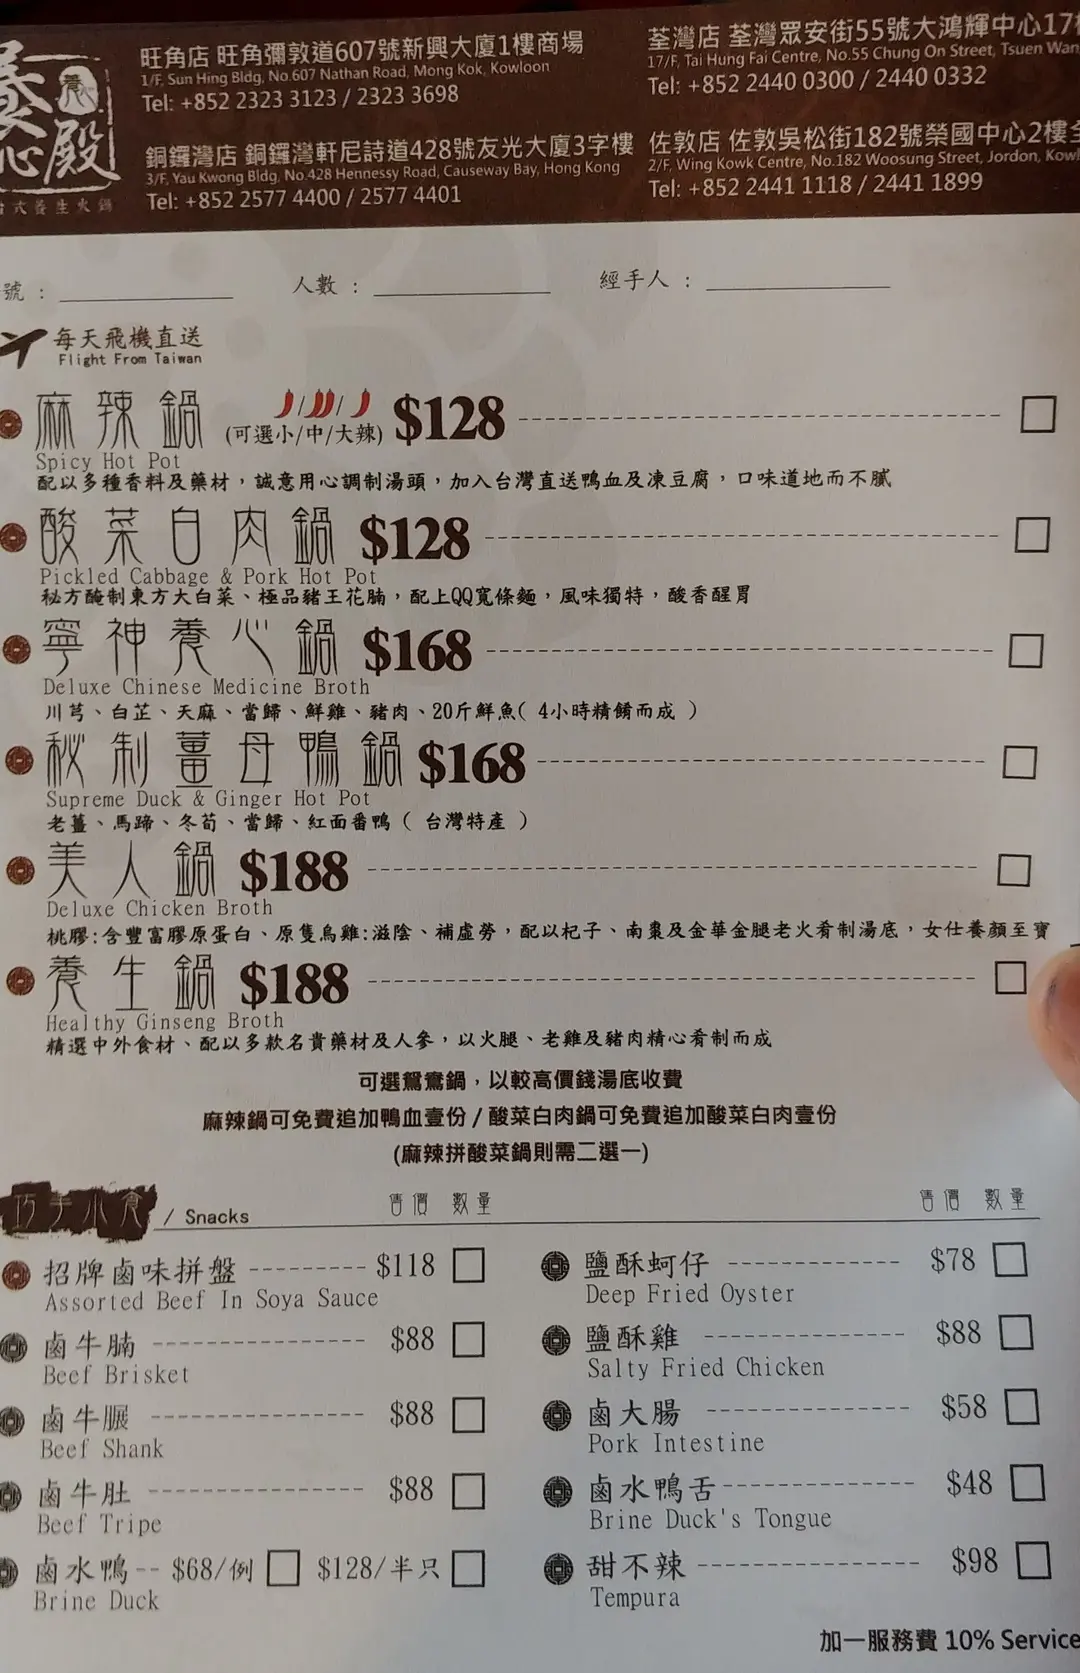 養心殿
台式養生火鍋
旺角店 旺角彌敦道607號新興大廈1樓商場
1/F, Sun Hing Bldg, No.607 Nathan Road, Mong Kok, Kowloon
Tel: +852 2323 3123 / 2323 3698
荃灣店 荃灣眾安街55號大鴻輝中心17
17/F, Tai Hung Fai Centre, No.55 Chung On Street, Tsuen Wan
Tel: +852 2440 0300 / 2440 0332
銅鑼灣店 銅鑼灣軒尼詩道428號友光大廈3字樓
3/F, Yau Kwong Bldg. No.428 Hennessy Road, Causeway Bay, Hong Kong
Tel: +852 2577 4400 / 2577 4401
佐敦店 佐敦吳松街182號榮國中心2樓全
2/F, Wing Kowk Centre, No.182 Woosung Street, Jordon, Kow
Tel: +852 2441 1118 / 2441 1899
號 : 人數 : 經手人 :
每天飛機直送
Flight From Taiwan
麻辣鍋 (可選小/中/大辣) $128
Spicy Hot Pot
配以多種香料及藥材，誠意用心調制湯頭，加入台灣直送鴨血及凍豆腐，口味道地而不膩
酸菜白肉鍋 $128
Pickled Cabbage & Pork Hot Pot
秘方醃制東方大白菜、極品豬王花腩，配上QQ寬條麵，風味獨特，酸香醒胃
寧神養心鍋 $168
Deluxe Chinese Medicine Broth
川芎、白芷、天麻、當歸、鮮雞、豬肉、20斤鮮魚( 4小時精餚而成 )
秘制薑母鴨鍋 $168
Supreme Duck & Ginger Hot Pot
老薑、馬蹄、冬荀、當歸、紅面番鴨 ( 台灣特產 )
美人鍋 $188
Deluxe Chicken Broth
桃膠:含豐富膠原蛋白、原隻烏雞:滋陰、補虛勞，配以杞子、南棗及金華金腿老火肴制湯底，女仕養顏至寶
養生鍋 $188
Healthy Ginseng Broth
精選中外食材、配以多款名貴藥材及人參，以火腿、老雞及豬肉精心肴制而成
可選鴛鴦鍋，以較高價錢湯底收費
麻辣鍋可免費追加鴨血壹份 / 酸菜白肉鍋可免費追加酸菜白肉壹份
(麻辣拼酸菜鍋則需二選一)
巧手小食 / Snacks 售價 數量 售價 數量
招牌鹵味拼盤 $118
Assorted Beef In Soya Sauce
鹵牛腩 $88
Beef Brisket
鹵牛腒 $88
Beef Shank
鹵牛肚 $88
Beef Tripe
鹵水鴨 $68/例 $128/半只
Brine Duck
鹽酥蚵仔 $78
Deep Fried Oyster
鹽酥雞 $88
Salty Fried Chicken
鹵大腸 $58
Pork Intestine
鹵水鴨舌 $48
Brine Duck's Tongue
甜不辣 $98
Tempura
加一服務費 10% Service